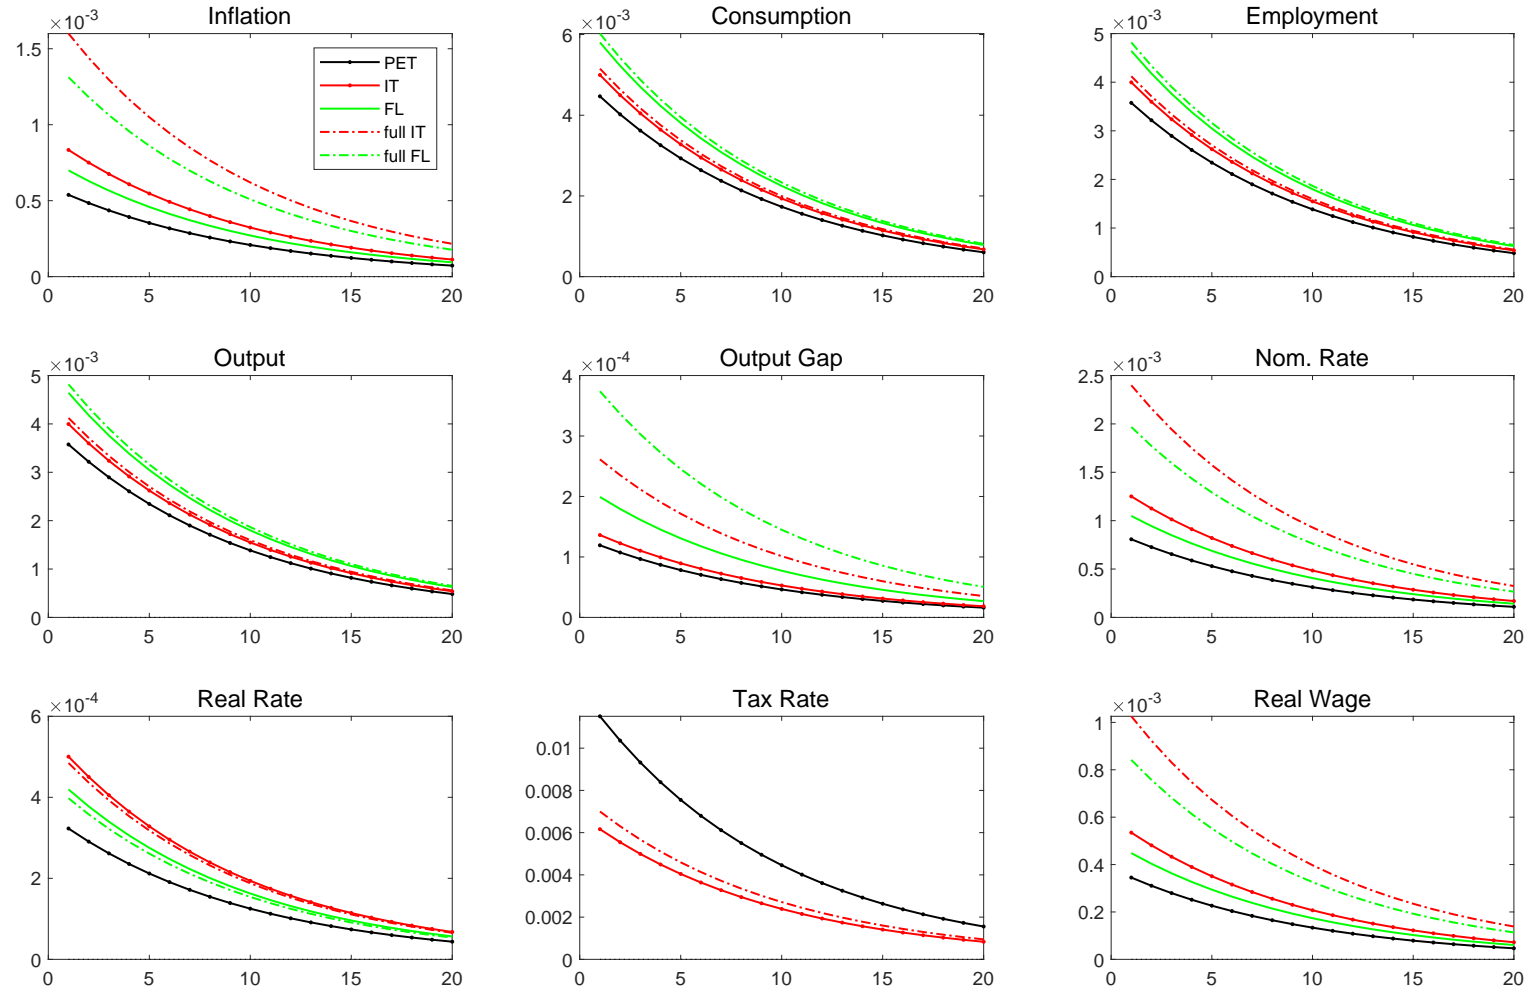 Inflation
×10-3
1.5
1
0.5
0
0 5 10 15 20
PET
IT
FL
full IT
full FL
Consumption
×10-3
6
4
2
0
0 5 10 15 20
Employment
×10-3
5
4
3
2
1
0
0 5 10 15 20
Output
×10-3
5
4
3
2
1
0
0 5 10 15 20
Output Gap
×10-4
4
3
2
1
0
0 5 10 15 20
Nom. Rate
×10-3
2.5
2
1.5
1
0.5
0
0 5 10 15 20
Real Rate
×10-4
6
4
2
0
0 5 10 15 20
Tax Rate
0.01
0.008
0.006
0.004
0.002
0
0 5 10 15 20
Real Wage
×10-3
1
0.8
0.6
0.4
0.2
0
0 5 10 15 20